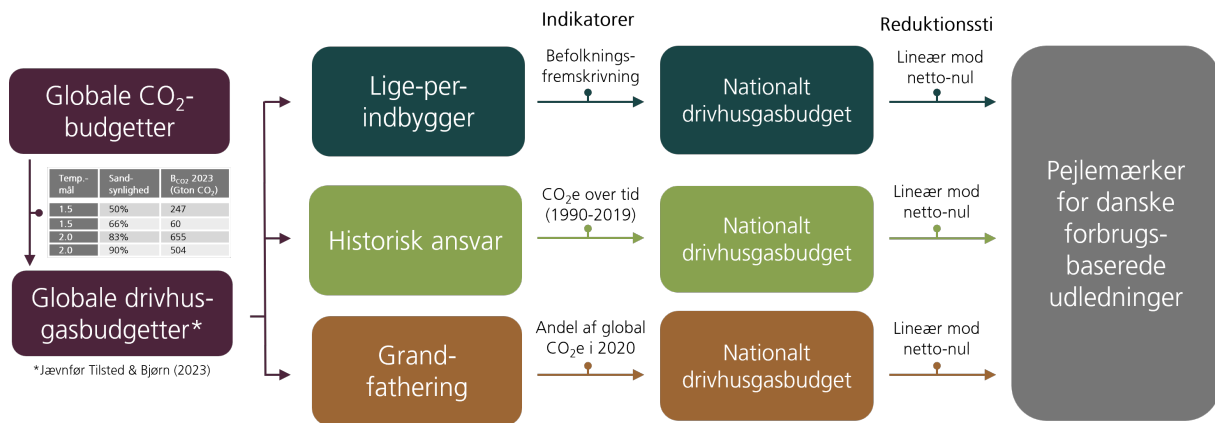 Indikatorer
Reduktionssti
Globale CO₂-
budgetter
Temp.-
mål
Sand-
synlighed
B_CO2 2023
(Gton CO₂)
1.5 50% 247
1.5 66% 60
2.0 83% 655
2.0 90% 504
Globale drivhus-
gasbudgetter*
*Jævnfør Tilsted & Bjørn (2023)
Lige-per-
indbygger
Befolknings-
fremskrivning
Nationalt
drivhusgasbudget
Lineær mod
netto-nul
Historisk ansvar
CO₂e over tid
(1990-2019)
Nationalt
drivhusgasbudget
Lineær mod
netto-nul
Grand-
fathering
Andel af global
CO₂e i 2020
Nationalt
drivhusgasbudget
Lineær mod
netto-nul
Pejlemærker
for danske
forbrugs-
baserede
udledninger